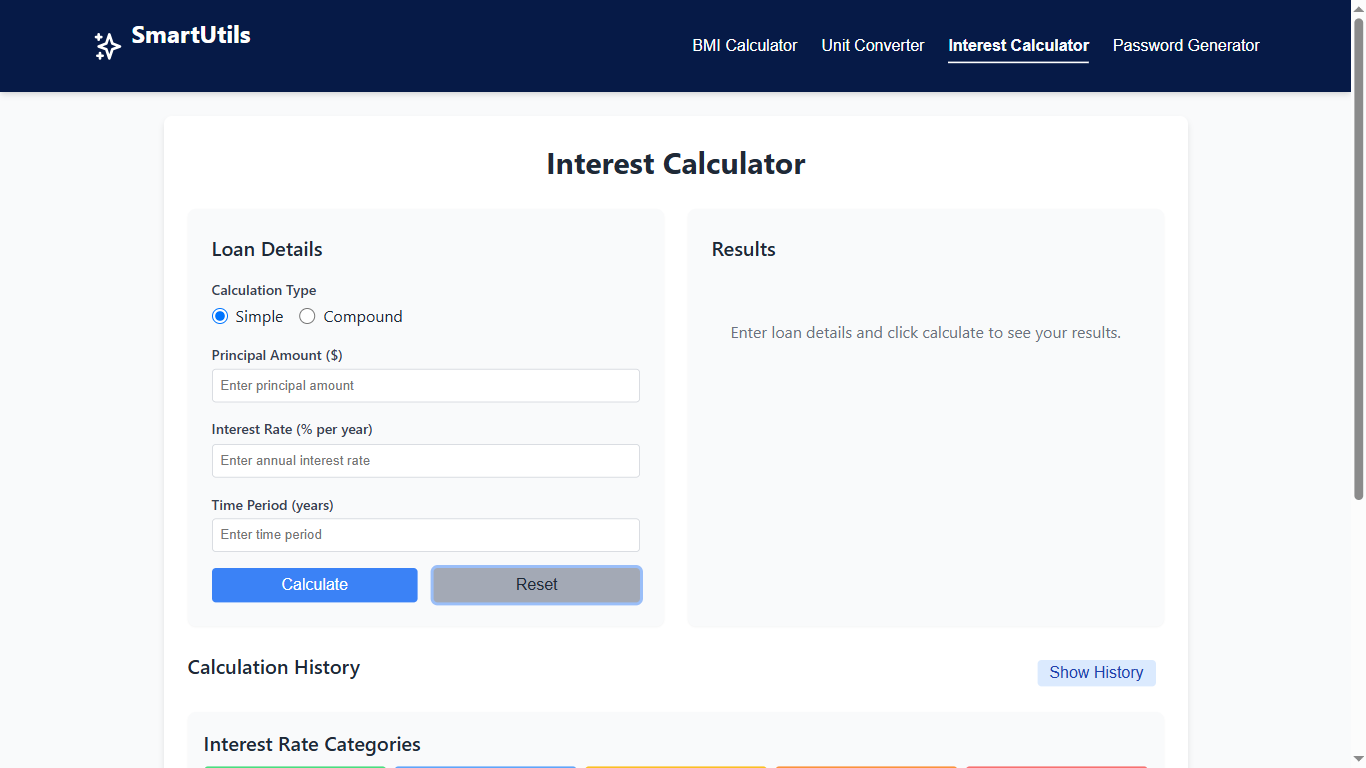 SmartUtils
BMI Calculator
Unit Converter
Interest Calculator
Password Generator
Interest Calculator
Loan Details
Calculation Type
Simple
Compound
Principal Amount ($)
Enter principal amount
Interest Rate (% per year)
Enter annual interest rate
Time Period (years)
Enter time period
Calculate
Reset
Results
Enter loan details and click calculate to see your results.
Calculation History
Show History
Interest Rate Categories